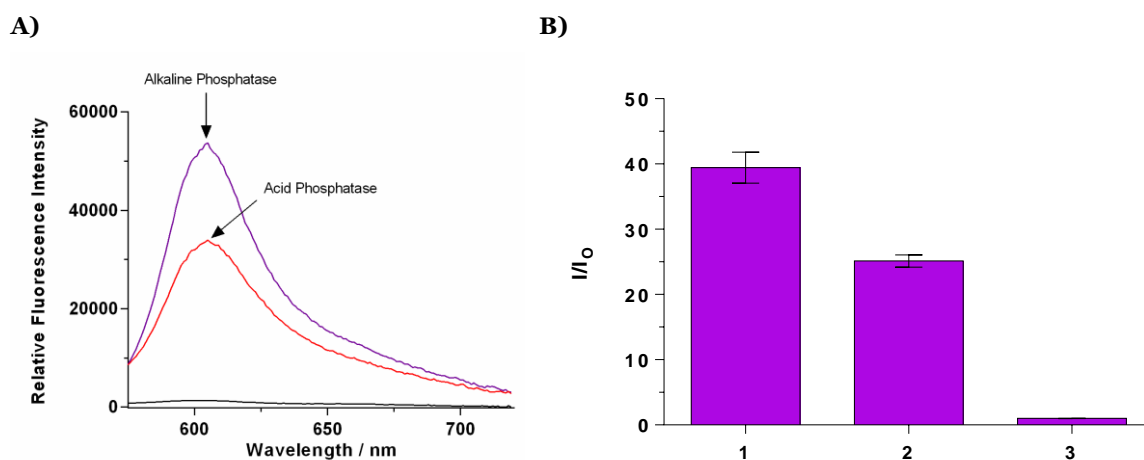 A)
Alkaline Phosphatase
Acid Phosphatase
Relative Fluorescence Intensity
60000
40000
20000
0
600
650
700
Wavelength / nm
B)
I/I_O
50
40
30
20
10
0
1
2
3